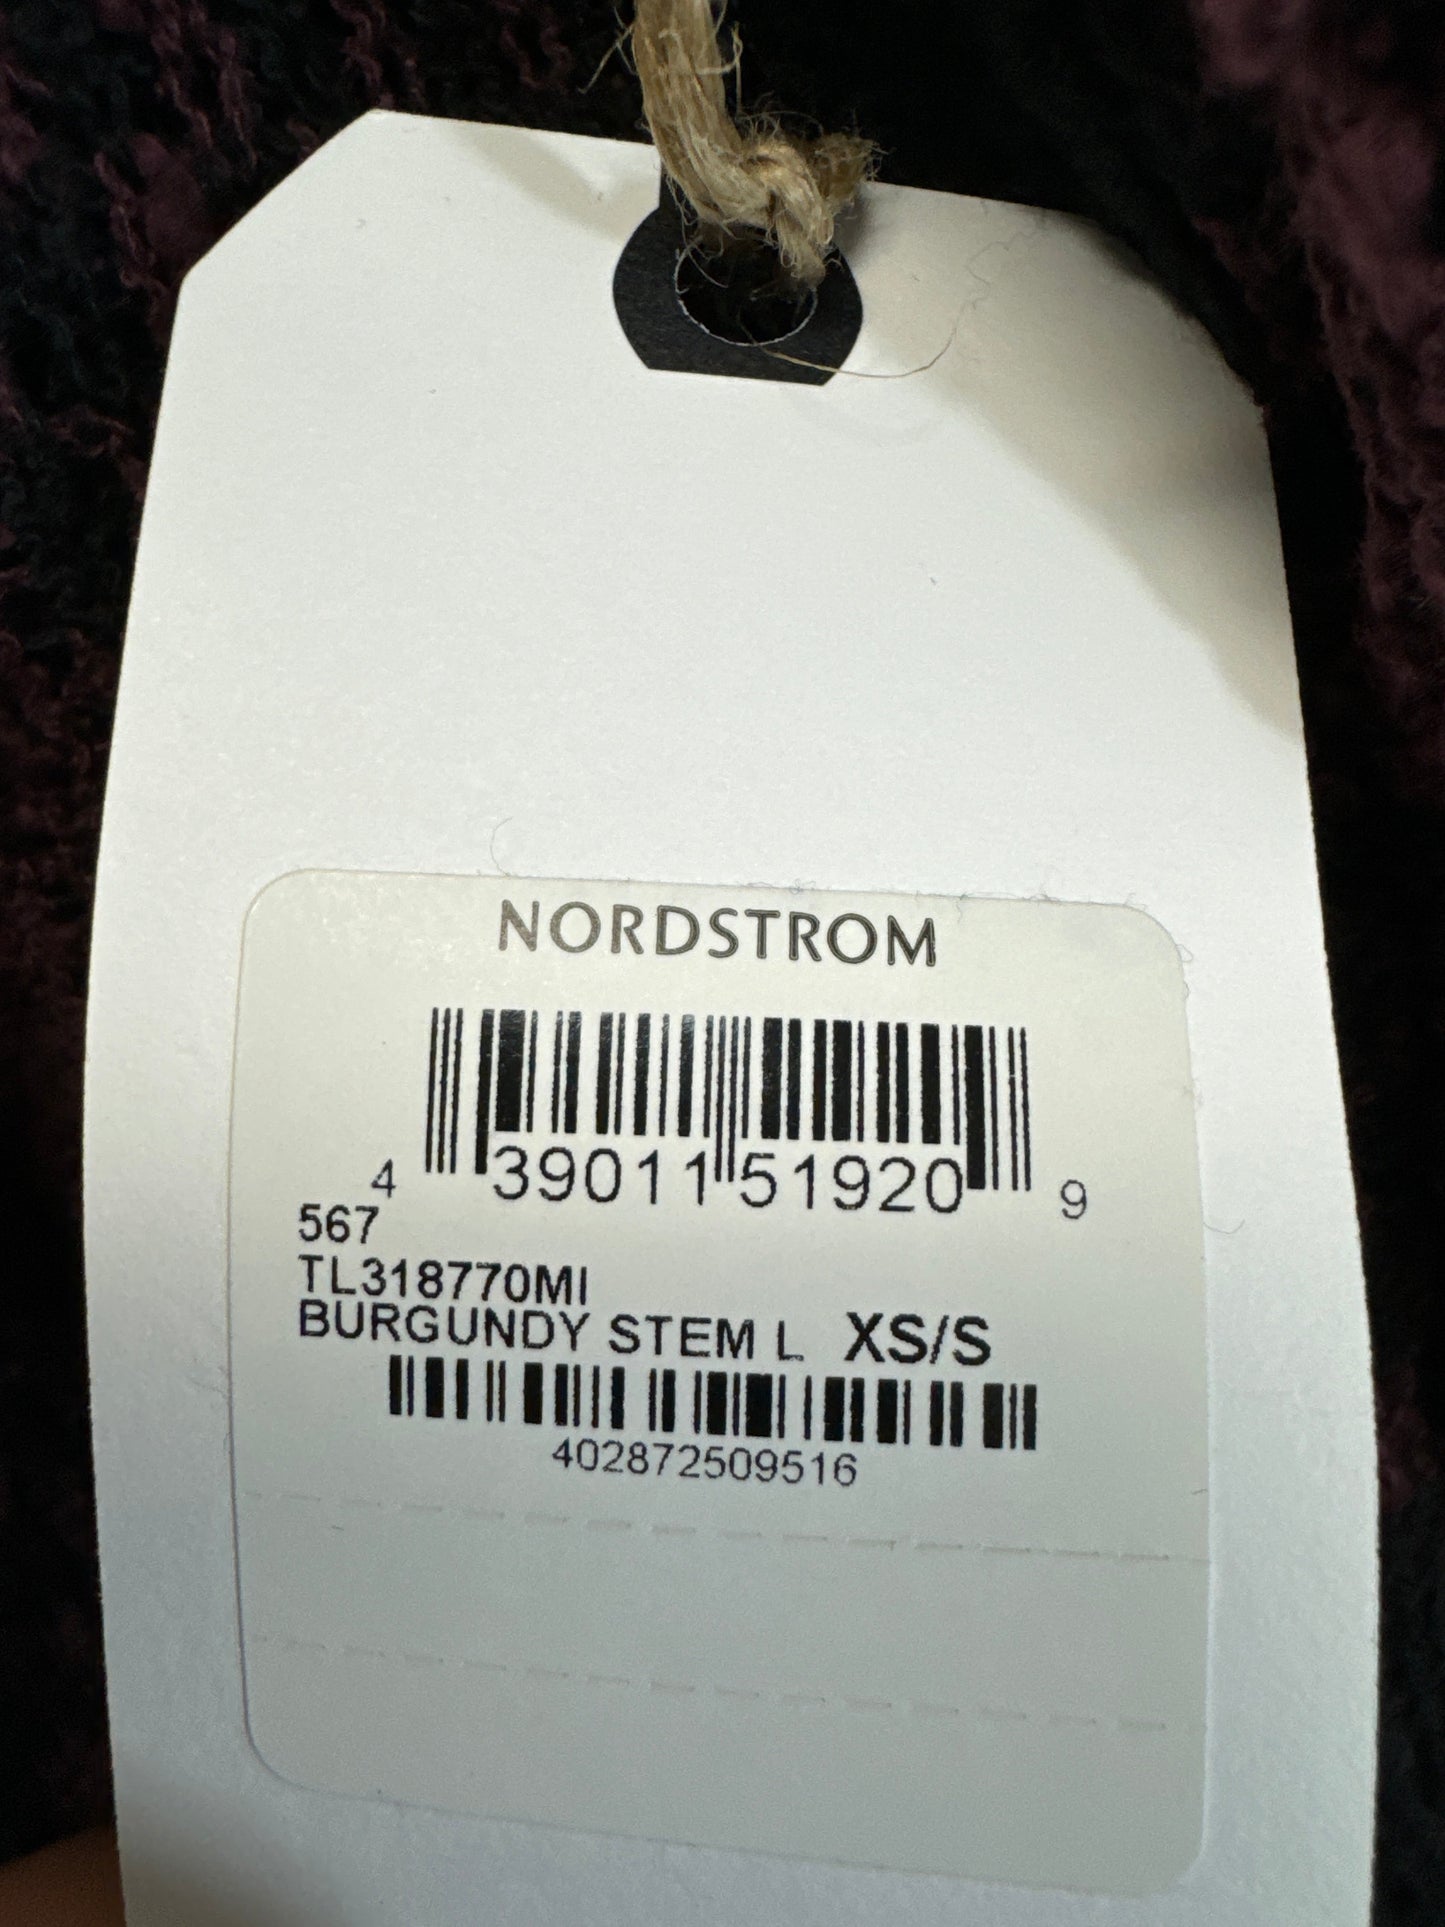 NORDSTROM
4 39011 51920 9
567
TL318770MI
BURGUNDY STEM L XS/S
402872509516